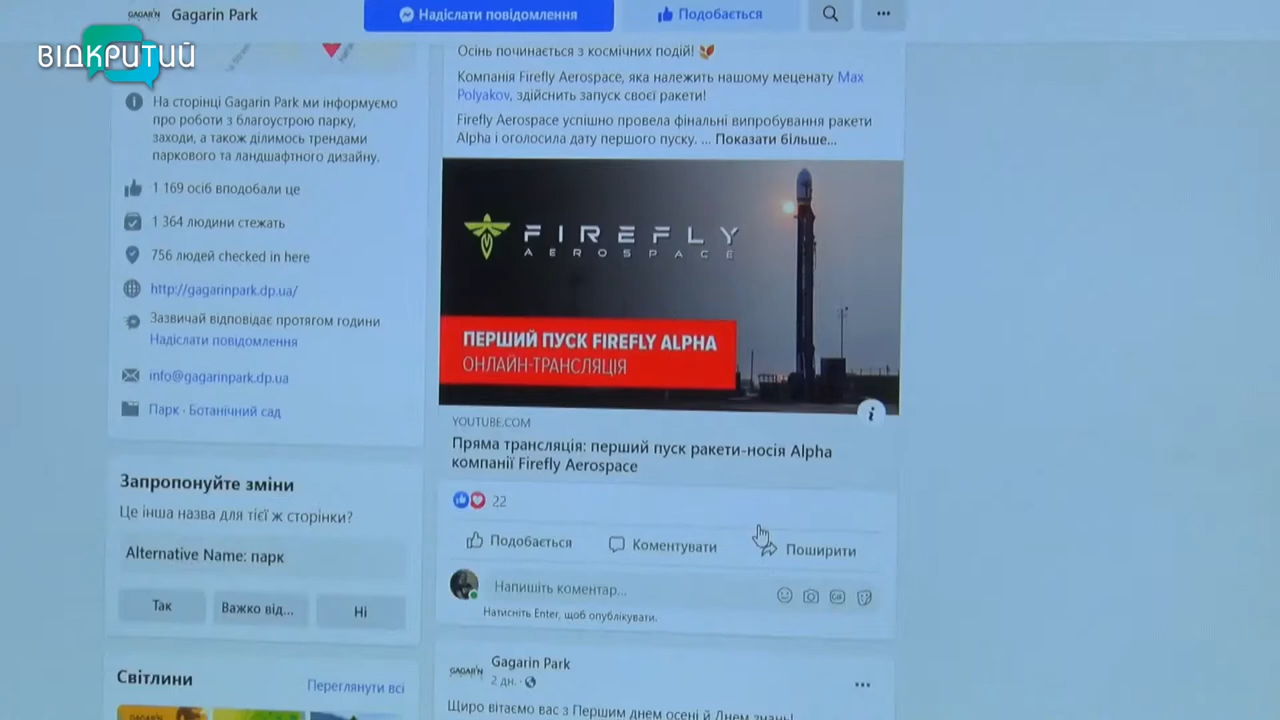 GAGAR'N
Gagarin Park
Надіслати повідомлення
Подобається
ВІДКРИТИЙ
На сторінці Gagarin Park ми інформуємо
про роботи з благоустрою парку,
заходи, а також ділимось трендами
паркового та ландшафтного дизайну.
1 169 осіб вподобали це
1 364 людини стежать
756 людей checked in here
http://gagarinpark.dp.ua/
Зазвичай відповідає протягом години
Надіслати повідомлення
info@gagarinpark.dp.ua
Парк · Ботанічний сад
Запропонуйте зміни
Це інша назва для тієї ж сторінки?
Alternative Name: парк
Так
Важко від...
Ні
Світлини
Переглянути всі
Осінь починається з космічних подій!
Компанія Firefly Aerospace, яка належить нашому меценату Max
Polyakov, здійснить запуск своєї ракети!
Firefly Aerospace успішно провела фінальні випробування ракети
Alpha і оголосила дату першого пуску. ... Показати більше...
FIREFLY
AEROSPACE
ПЕРШИЙ ПУСК FIREFLY ALPHA
ОНЛАЙН-ТРАНСЛЯЦІЯ
YOUTUBE.COM
Пряма трансляція: перший пуск ракети-носія Alpha
компанії Firefly Aerospace
22
Подобається
Коментувати
Поширити
Напишіть коментар...
GIF
Натисніть Enter, щоб опублікувати.
GAGAR'N
Gagarin Park
2 дн. ·
Щиро вітаємо вас з Першим днем осені й Днем знань!